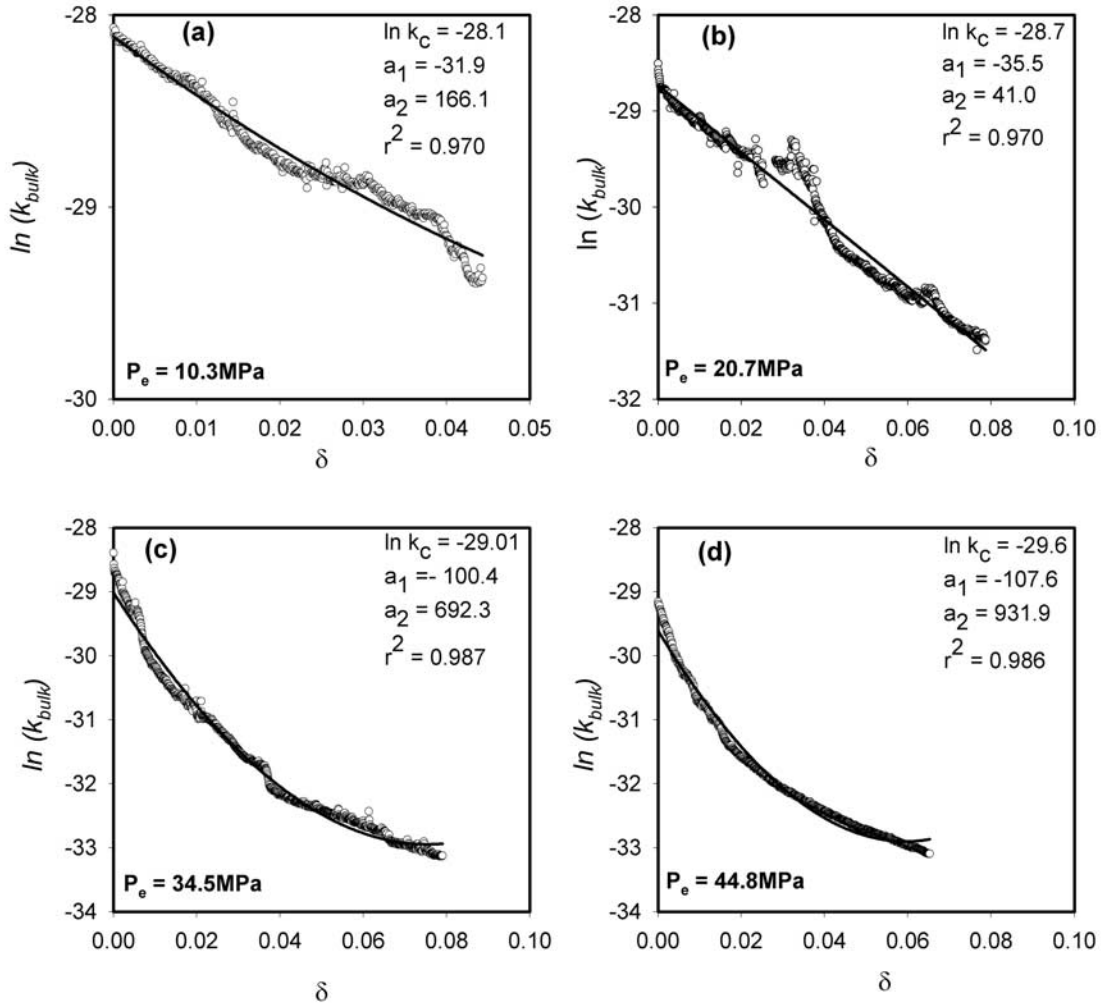 (a)
ln k_C = -28.1
a_1 = -31.9
a_2 = 166.1
r^2 = 0.970
P_e = 10.3MPa
ln (k_bulk)
-28
-29
-30
0.00 0.01 0.02 0.03 0.04 0.05
δ
(b)
ln k_C = -28.7
a_1 = -35.5
a_2 = 41.0
r^2 = 0.970
P_e = 20.7MPa
ln (k_bulk)
-28
-29
-30
-31
-32
0.00 0.02 0.04 0.06 0.08 0.10
δ
(c)
ln k_C = -29.01
a_1 =- 100.4
a_2 = 692.3
r^2 = 0.987
P_e = 34.5MPa
ln (k_bulk)
-28
-29
-30
-31
-32
-33
-34
0.00 0.02 0.04 0.06 0.08 0.10
δ
(d)
ln k_C = -29.6
a_1 = -107.6
a_2 = 931.9
r^2 = 0.986
P_e = 44.8MPa
ln (k_bulk)
-28
-29
-30
-31
-32
-33
-34
0.00 0.02 0.04 0.06 0.08 0.10
δ